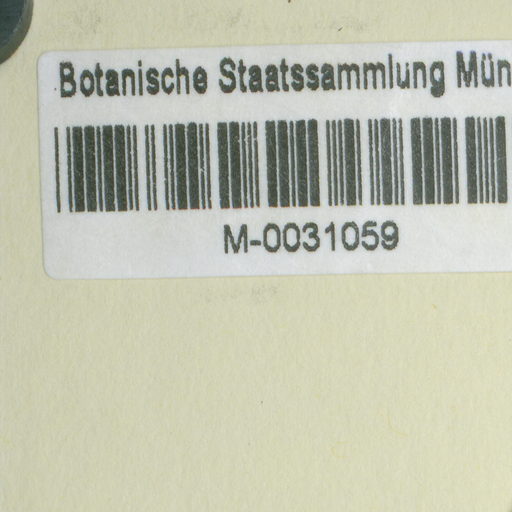 Botanische Staatssammlung Mün
M-0031059